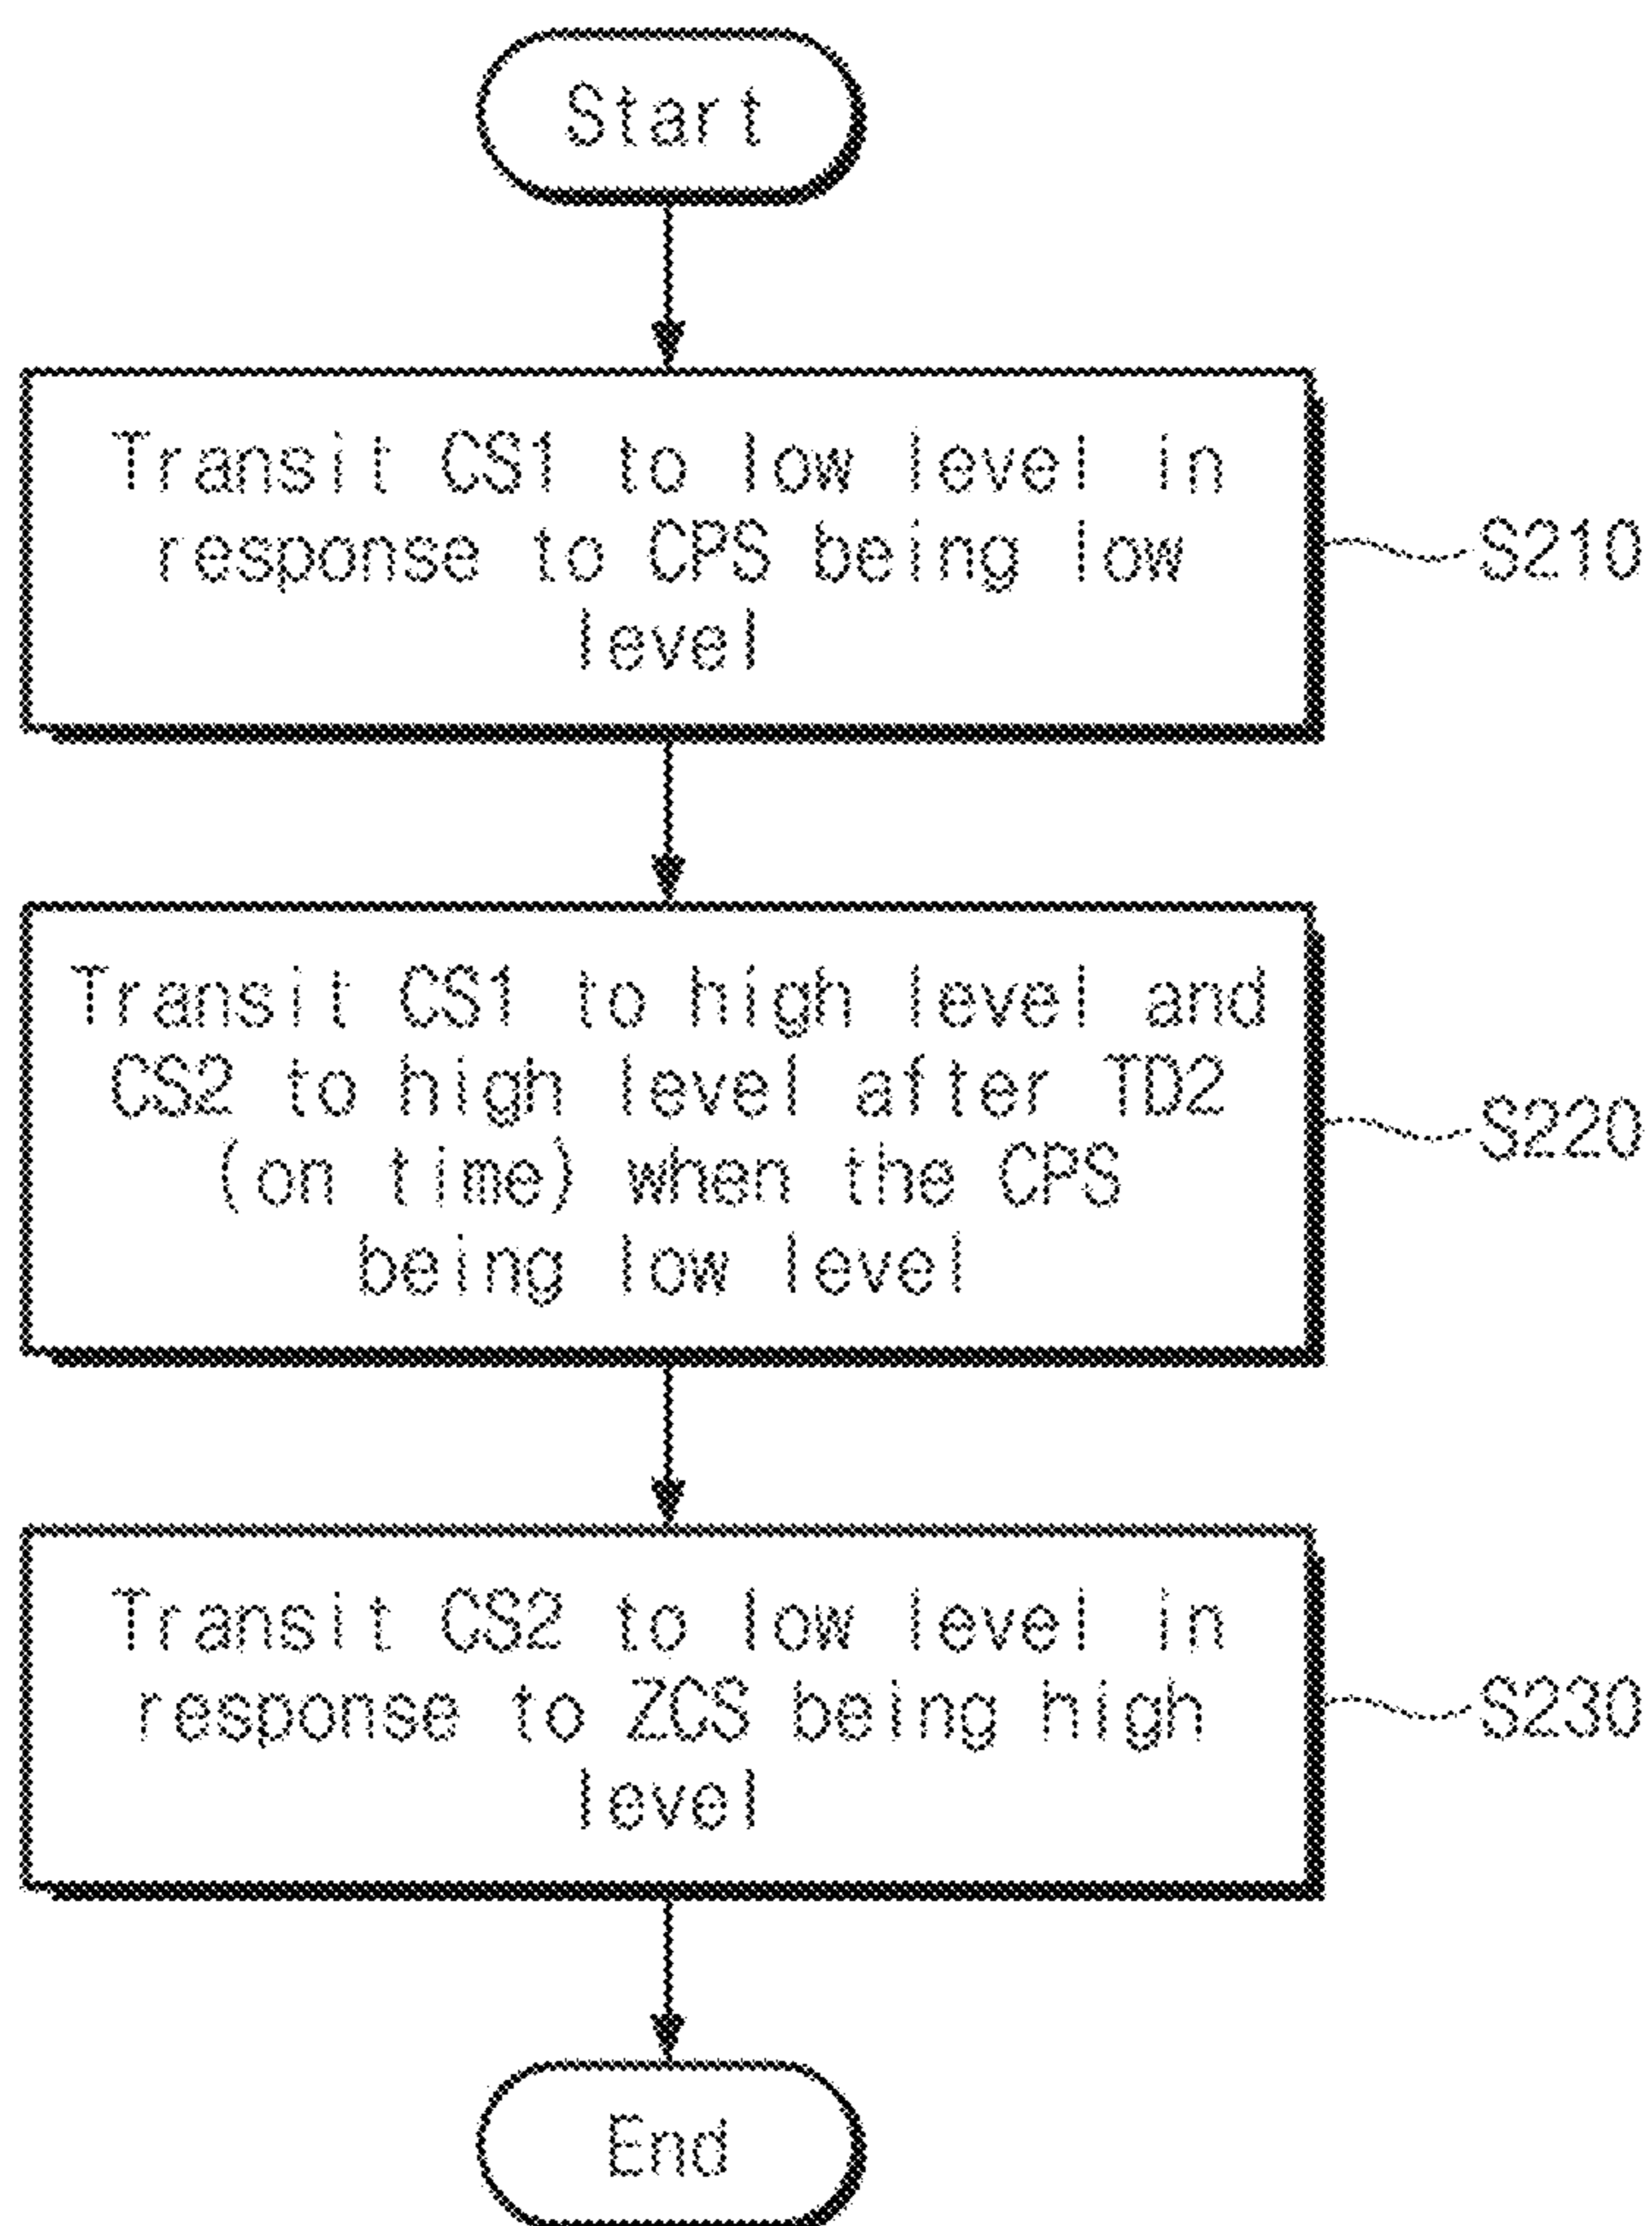 Start
Transit CS1 to low level in
response to CPS being low
level
S210
Transit CS1 to high level and
CS2 to high level after TD2
(on time) when the CPS
being low level
S220
Transit CS2 to low level in
response to ZCS being high
level
S230
End